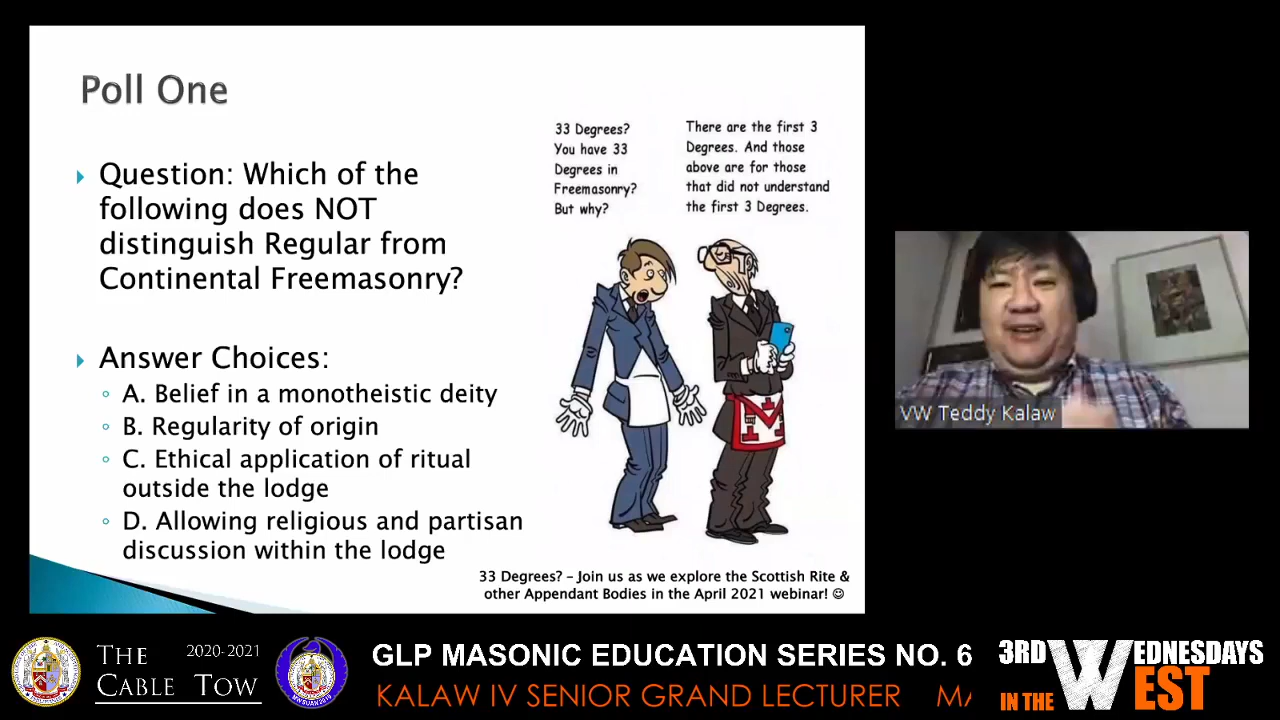 Poll One
Question: Which of the
following does NOT
distinguish Regular from
Continental Freemasonry?
Answer Choices:
A. Belief in a monotheistic deity
B. Regularity of origin
C. Ethical application of ritual
outside the lodge
D. Allowing religious and partisan
discussion within the lodge
33 Degrees?
You have 33
Degrees in
Freemasonry?
But why?
There are the first 3
Degrees. And those
above are for those
that did not understand
the first 3 Degrees.
33 Degrees? – Join us as we explore the Scottish Rite &
other Appendant Bodies in the April 2021 webinar! ☺
VW Teddy Kalaw
THE
CABLE TOW
2020-2021
GLP MASONIC EDUCATION SERIES NO. 6
KALAW IV SENIOR GRAND LECTURER
3RD WEDNESDAYS
IN THE WEST